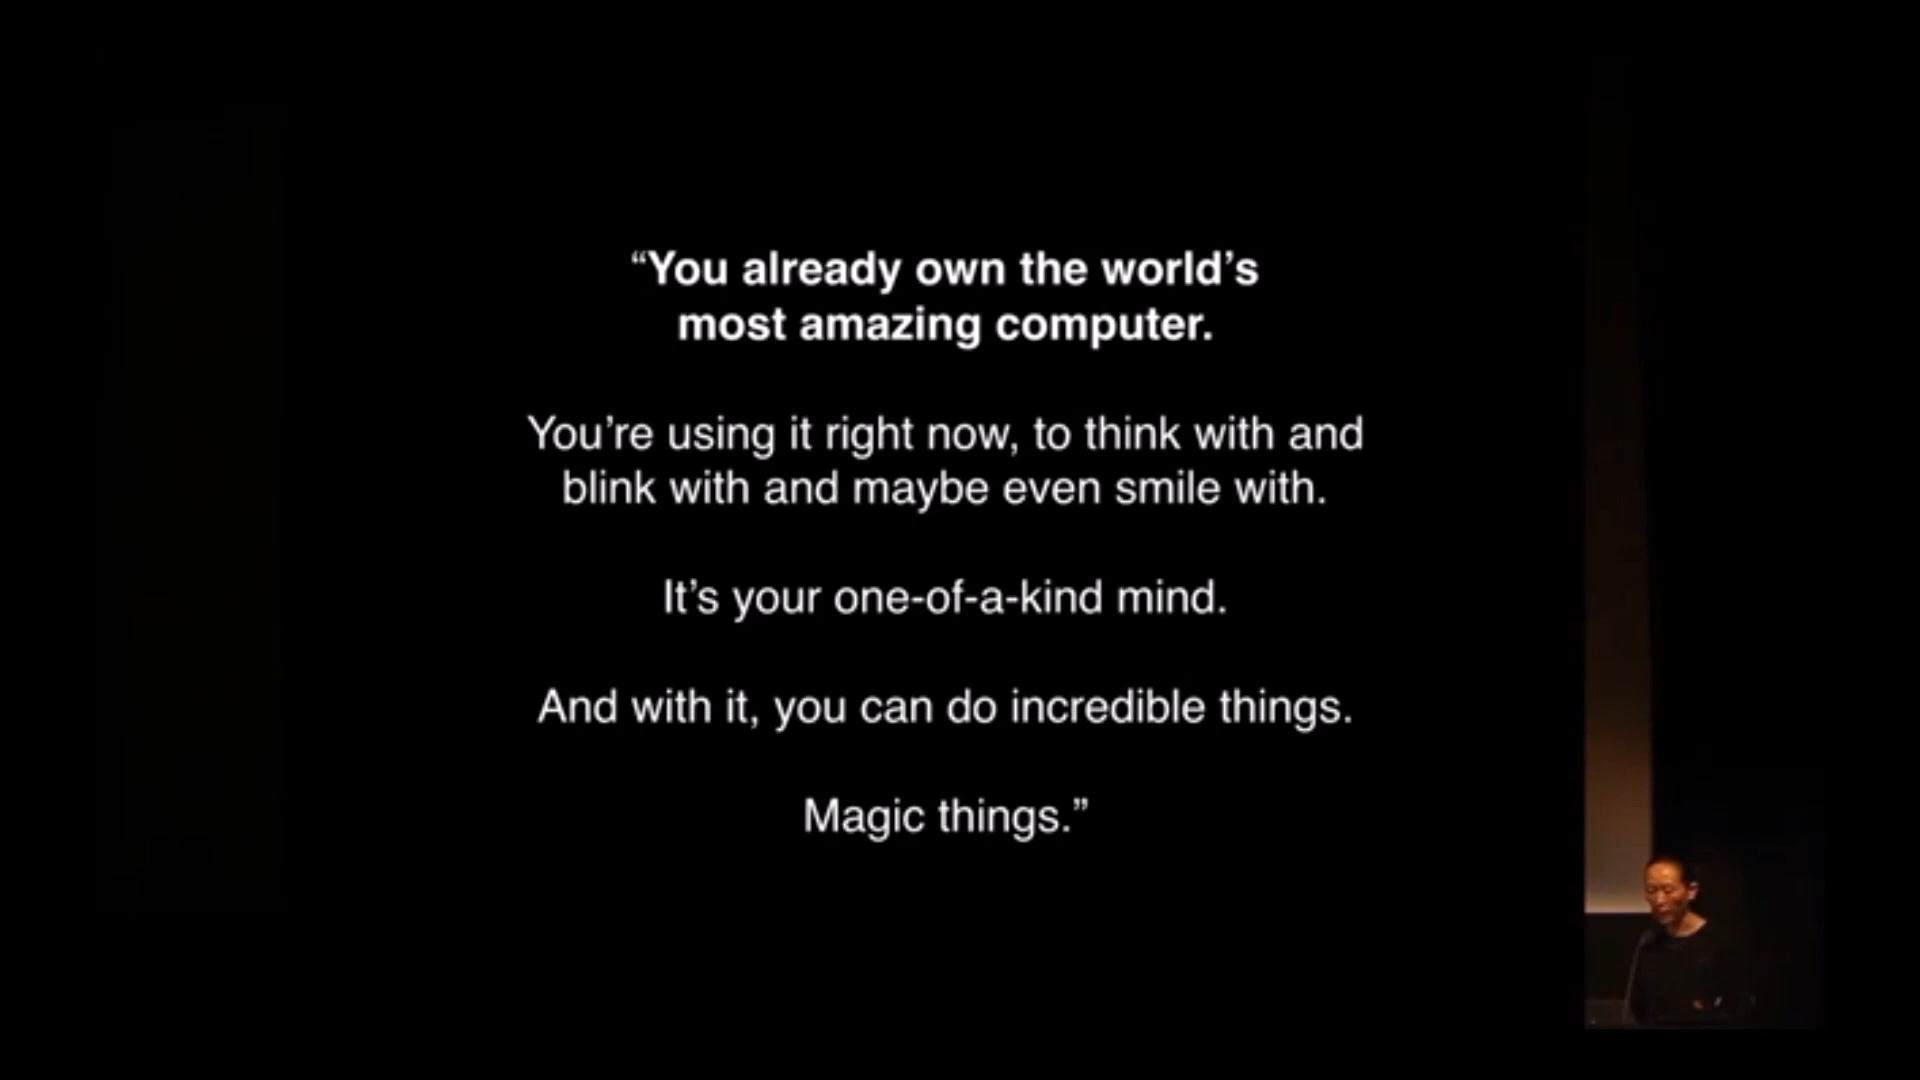 “You already own the world’s
most amazing computer.
You’re using it right now, to think with and
blink with and maybe even smile with.
It’s your one-of-a-kind mind.
And with it, you can do incredible things.
Magic things.”